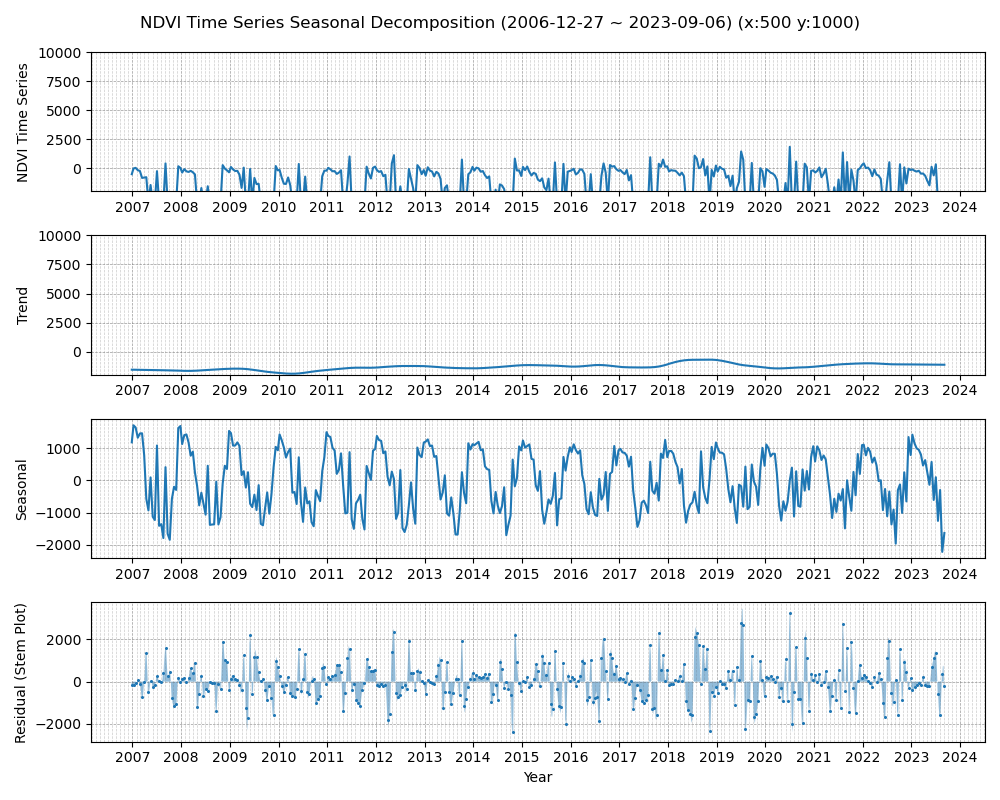 NDVI Time Series Seasonal Decomposition (2006-12-27 ~ 2023-09-06) (x:500 y:1000)
NDVI Time Series
10000
7500
5000
2500
0
2007 2008 2009 2010 2011 2012 2013 2014 2015 2016 2017 2018 2019 2020 2021 2022 2023 2024
Trend
10000
7500
5000
2500
0
2007 2008 2009 2010 2011 2012 2013 2014 2015 2016 2017 2018 2019 2020 2021 2022 2023 2024
Seasonal
1000
0
−1000
−2000
2007 2008 2009 2010 2011 2012 2013 2014 2015 2016 2017 2018 2019 2020 2021 2022 2023 2024
Residual (Stem Plot)
2000
0
−2000
2007 2008 2009 2010 2011 2012 2013 2014 2015 2016 2017 2018 2019 2020 2021 2022 2023 2024
Year